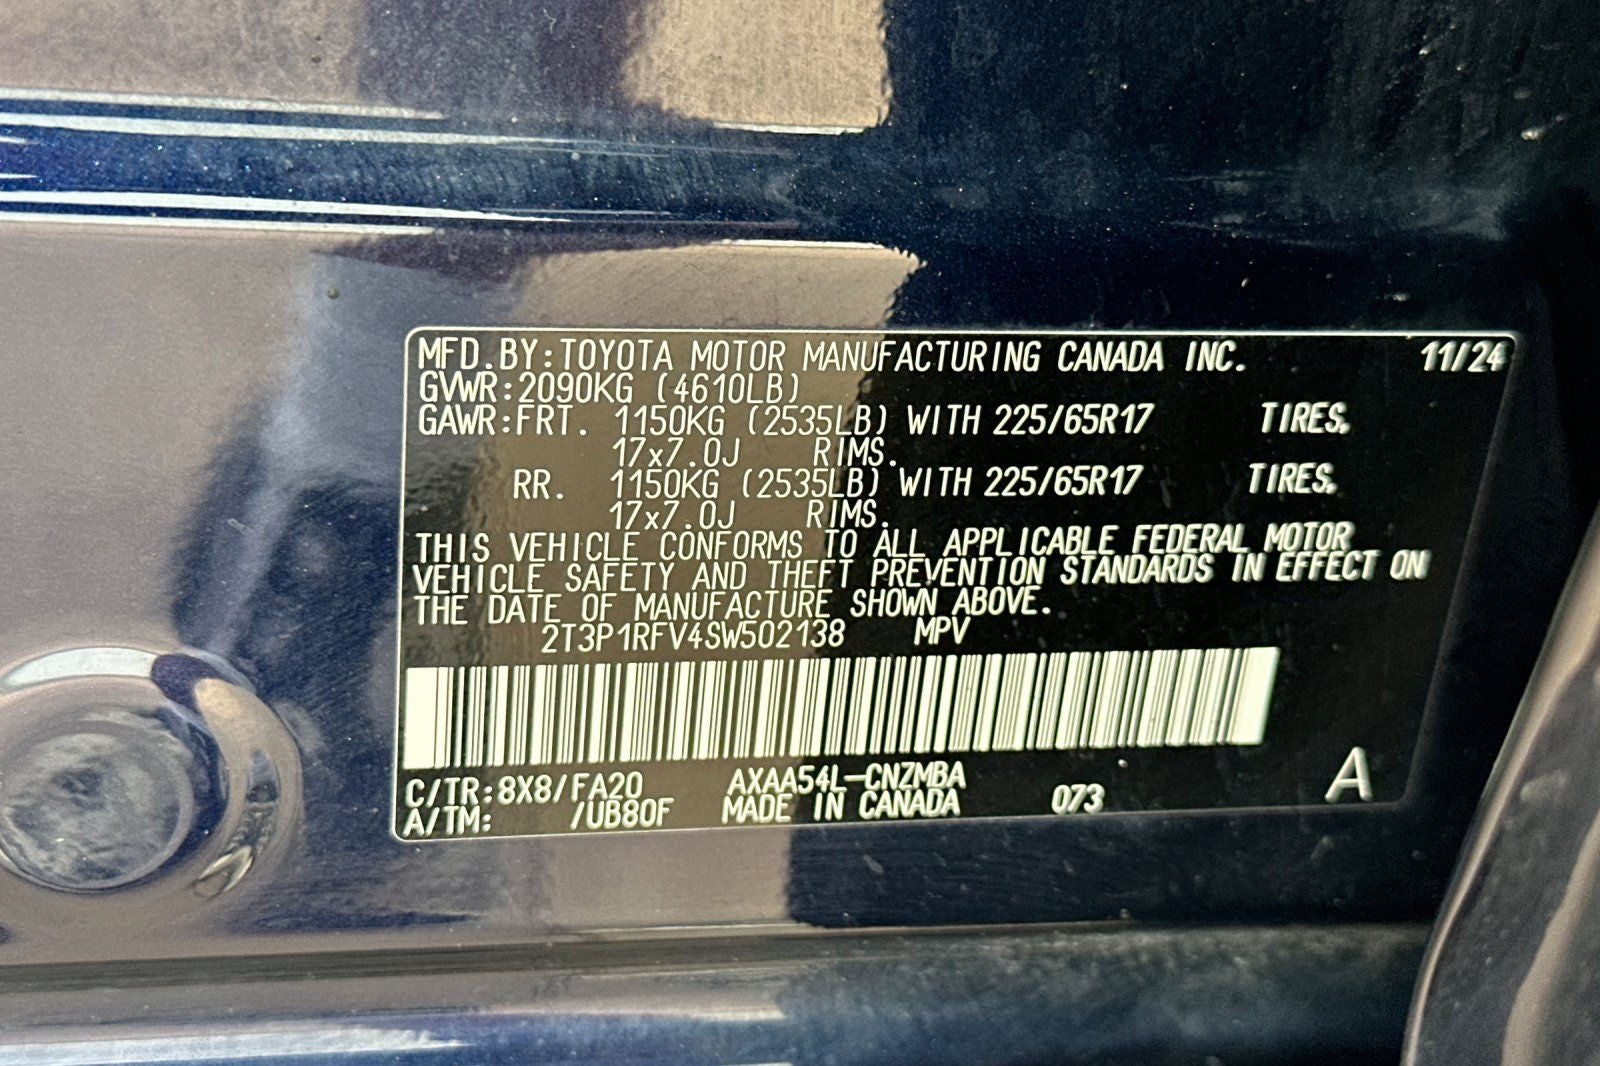 MFD.BY:TOYOTA MOTOR MANUFACTURING CANADA INC. 11/24
GVWR:2090KG (4610LB)
GAWR:FRT. 1150KG (2535LB) WITH 225/65R17 TIRES,
17x7.0J RIMS.
RR. 1150KG (2535LB) WITH 225/65R17 TIRES,
17x7.0J RIMS.
THIS VEHICLE CONFORMS TO ALL APPLICABLE FEDERAL MOTOR
VEHICLE SAFETY AND THEFT PREVENTION STANDARDS IN EFFECT ON
THE DATE OF MANUFACTURE SHOWN ABOVE.
2T3P1RFV4SW502138 MPV
C/TR:8X8/FA20 AXAA54L-CNZMBA
A/TM: /UB80F MADE IN CANADA 073 A